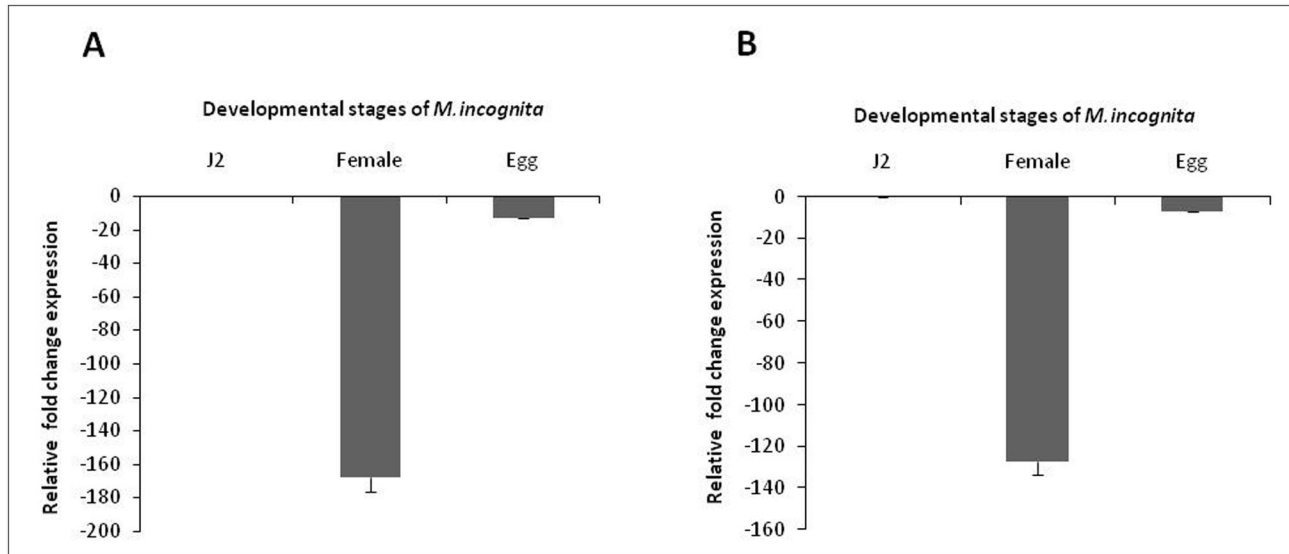 A
Developmental stages of M.incognita
J2 Female Egg
Relative fold change expression
0
-20
-40
-60
-80
-100
-120
-140
-160
-180
-200
B
Developmental stages of M.incognita
J2 Female Egg
Relative fold change expression
0
-20
-40
-60
-80
-100
-120
-140
-160